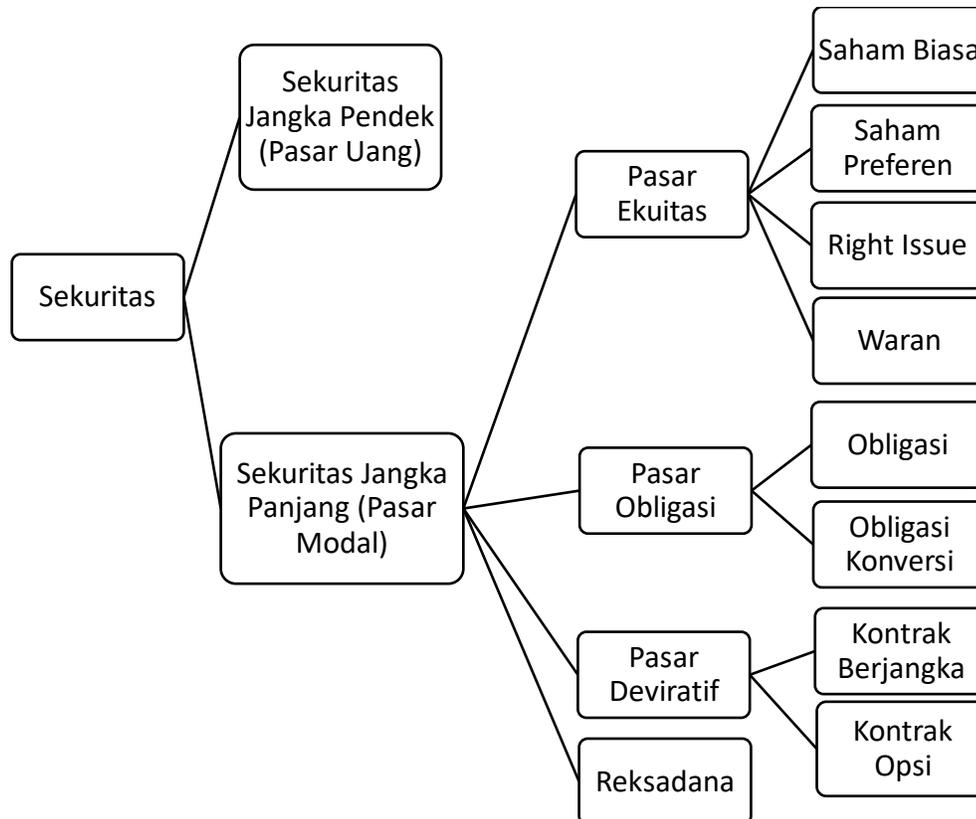 Sekuritas
Sekuritas
Jangka Pendek
(Pasar Uang)
Sekuritas Jangka
Panjang (Pasar
Modal)
Pasar
Ekuitas
Saham Biasa
Saham
Preferen
Right Issue
Waran
Pasar
Obligasi
Obligasi
Obligasi
Konversi
Pasar
Deviratif
Kontrak
Berjangka
Kontrak
Opsi
Reksadana